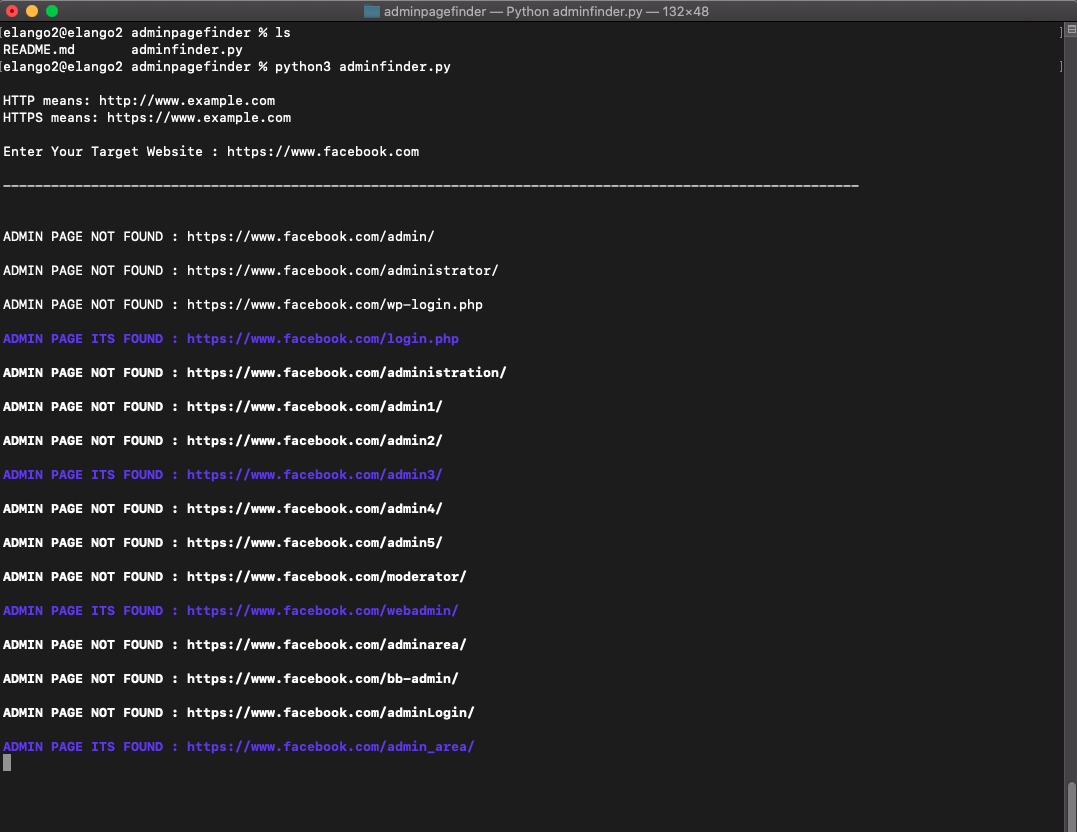 adminpagefinder — Python adminfinder.py — 132×48
[elango2@elango2 adminpagefinder % ls ]
README.md adminfinder.py
[elango2@elango2 adminpagefinder % python3 adminfinder.py ]
HTTP means: http://www.example.com
HTTPS means: https://www.example.com
Enter Your Target Website : https://www.facebook.com
___________________________________________________________________________________________________________
ADMIN PAGE NOT FOUND : https://www.facebook.com/admin/
ADMIN PAGE NOT FOUND : https://www.facebook.com/administrator/
ADMIN PAGE NOT FOUND : https://www.facebook.com/wp-login.php
ADMIN PAGE ITS FOUND : https://www.facebook.com/login.php
ADMIN PAGE NOT FOUND : https://www.facebook.com/administration/
ADMIN PAGE NOT FOUND : https://www.facebook.com/admin1/
ADMIN PAGE NOT FOUND : https://www.facebook.com/admin2/
ADMIN PAGE ITS FOUND : https://www.facebook.com/admin3/
ADMIN PAGE NOT FOUND : https://www.facebook.com/admin4/
ADMIN PAGE NOT FOUND : https://www.facebook.com/admin5/
ADMIN PAGE NOT FOUND : https://www.facebook.com/moderator/
ADMIN PAGE ITS FOUND : https://www.facebook.com/webadmin/
ADMIN PAGE NOT FOUND : https://www.facebook.com/adminarea/
ADMIN PAGE NOT FOUND : https://www.facebook.com/bb-admin/
ADMIN PAGE NOT FOUND : https://www.facebook.com/adminLogin/
ADMIN PAGE ITS FOUND : https://www.facebook.com/admin_area/